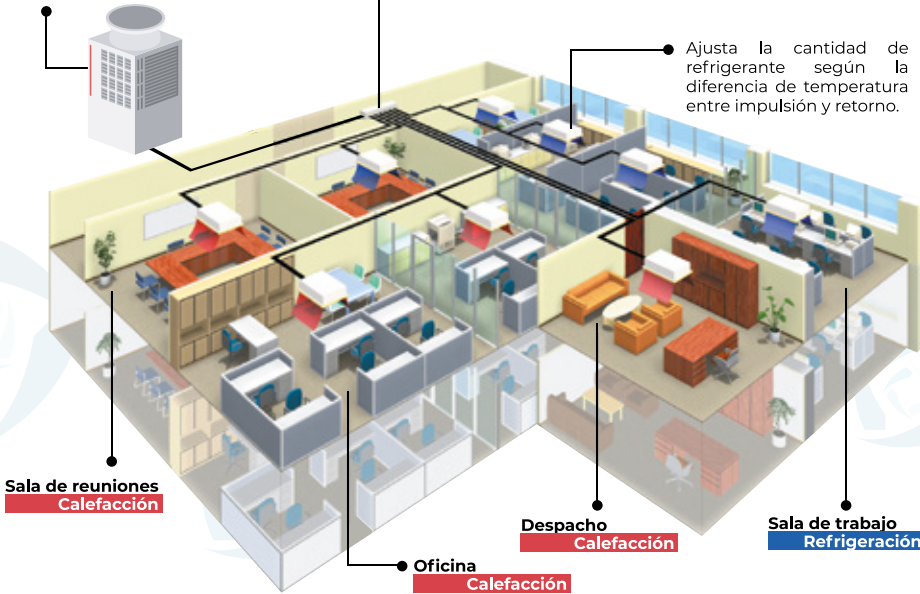 Ajusta la cantidad de
refrigerante según la
diferencia de temperatura
entre impulsión y retorno.
Sala de reuniones
Calefacción
Despacho
Calefacción
Sala de trabajo
Refrigeración
Oficina
Calefacción